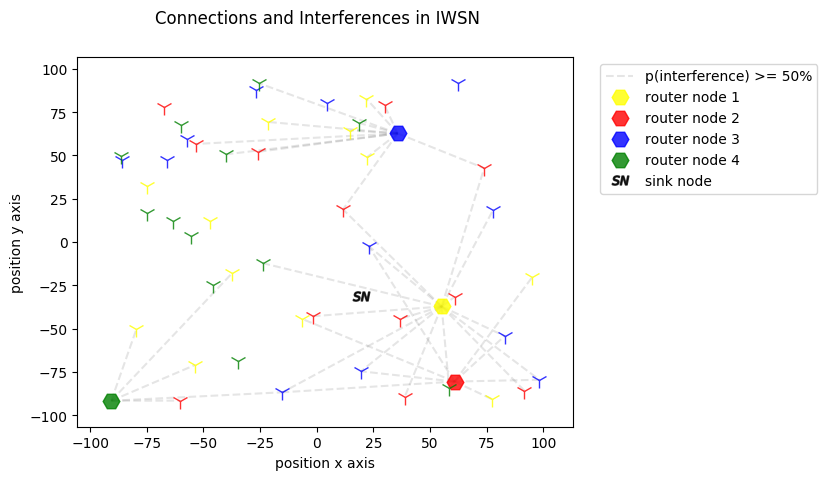 Connections and Interferences in IWSN
position y axis
100
75
50
25
0
−25
−50
−75
−100
SN
−100 −75 −50 −25 0 25 50 75 100
position x axis
p(interference) >= 50%
router node 1
router node 2
router node 3
router node 4
SN sink node